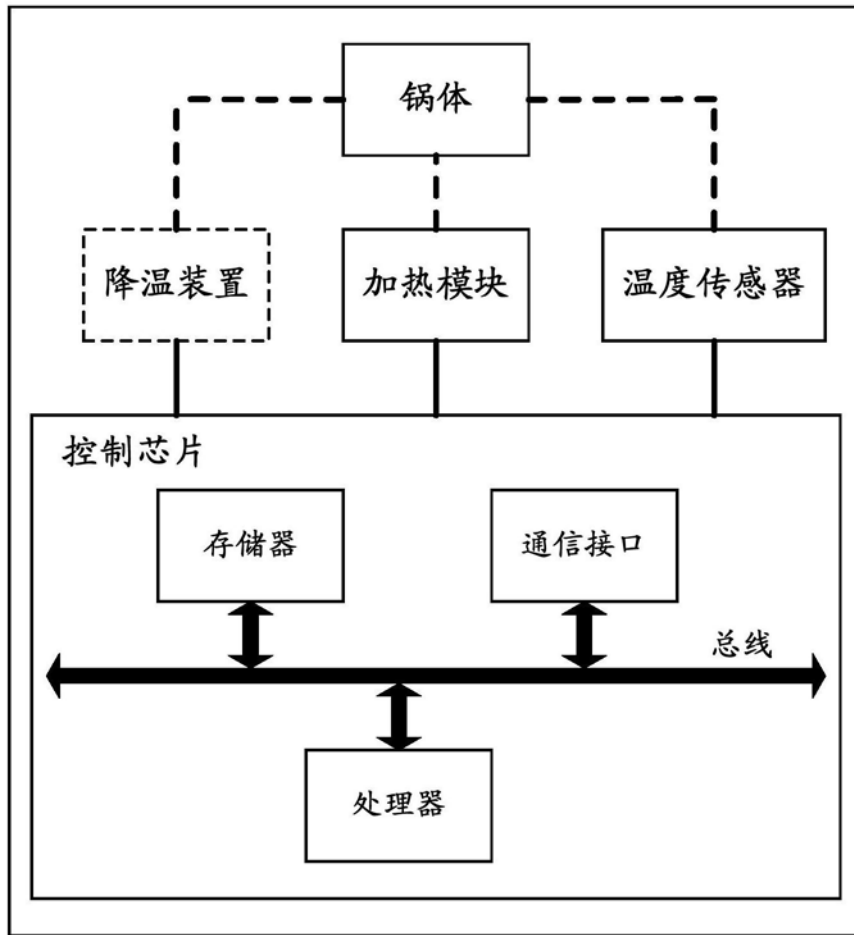 锅体
降温装置
加热模块
温度传感器
控制芯片
存储器
通信接口
总线
处理器